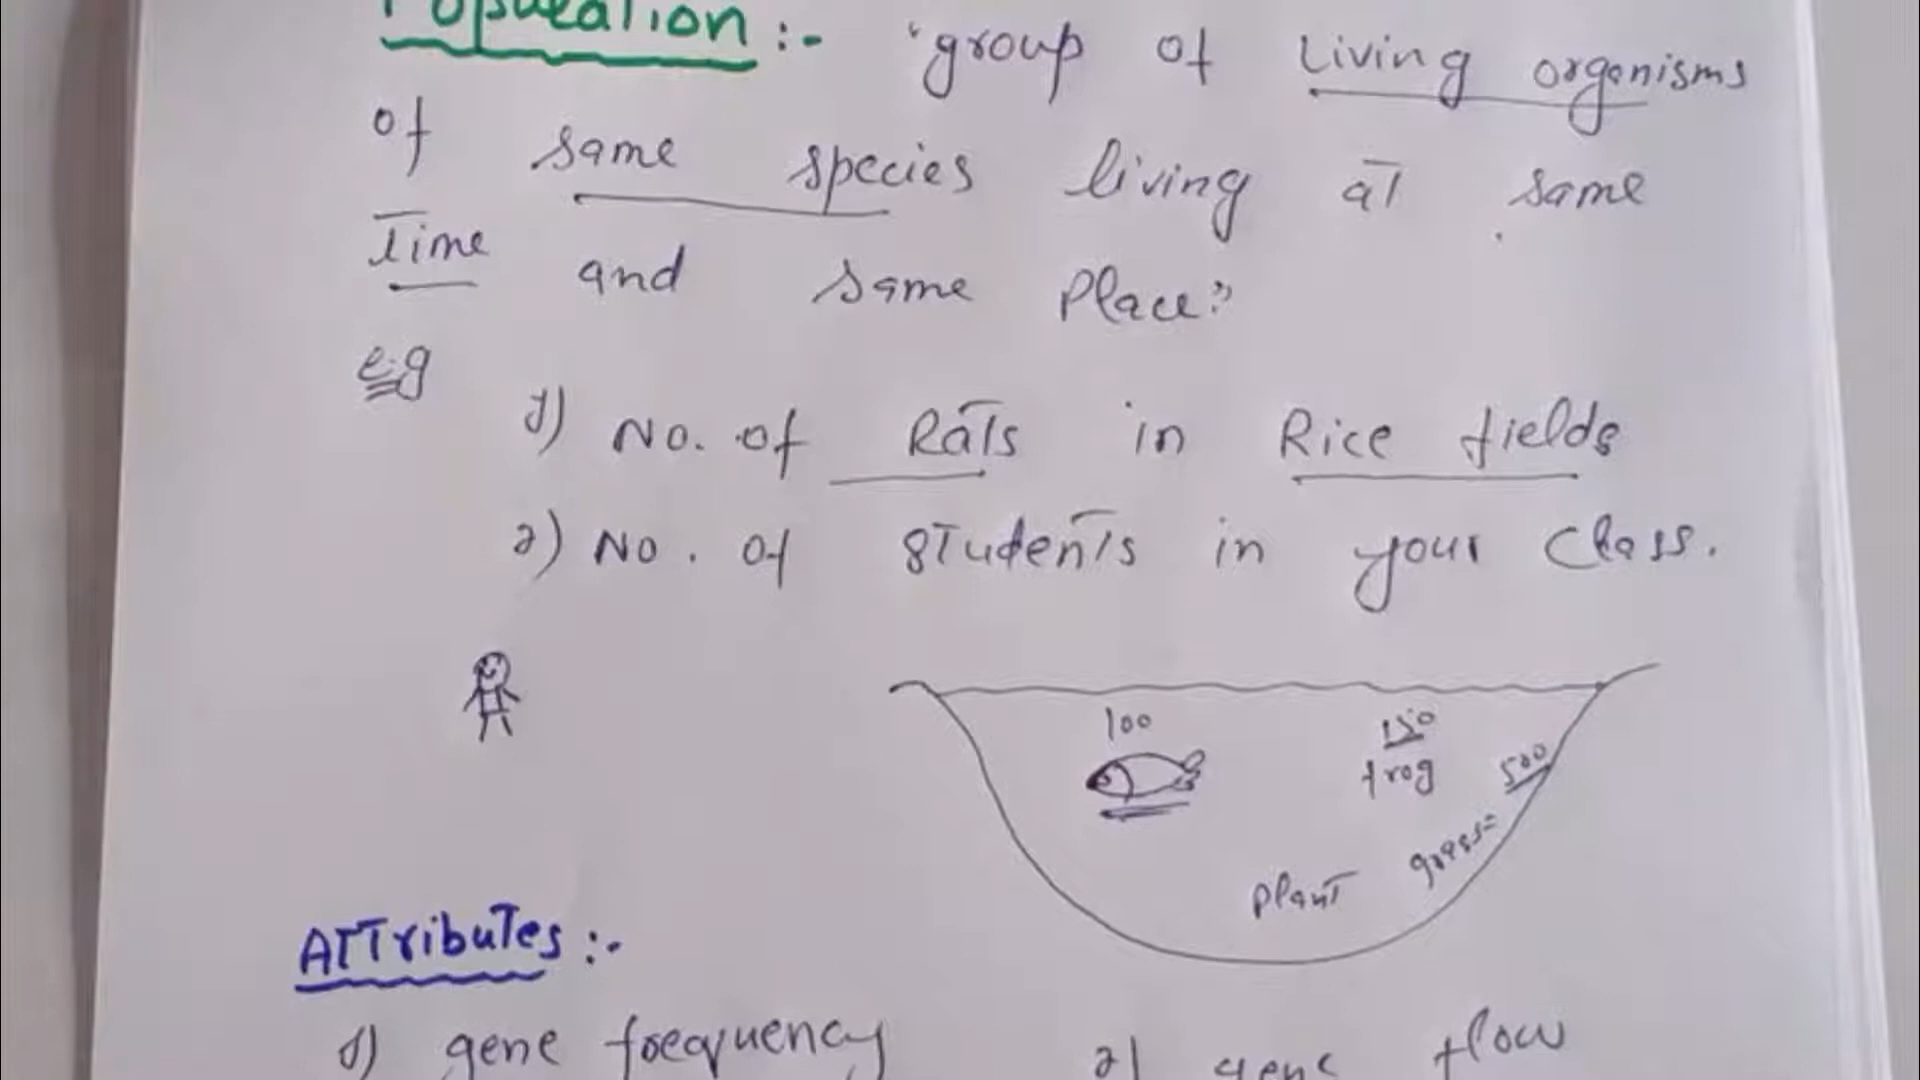 Population :- "group of Living organisms
of same species living at same
Time and same Place"
e.g
1) No. of Rats in Rice fields
2) No. of Students in your Class.
100
150
frog
500
grass=
Plant
Attributes :-
1) gene frequency 2) gene flow